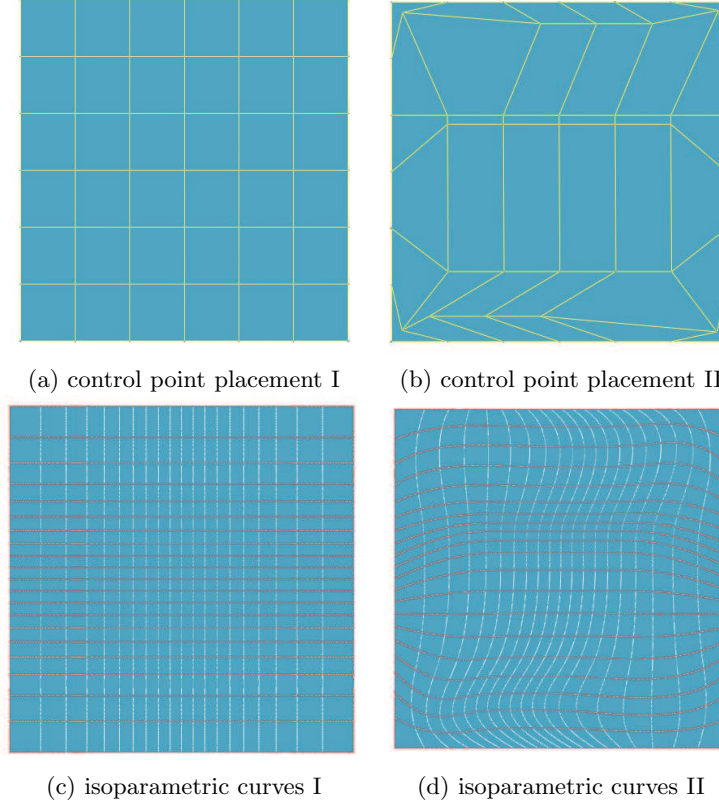 (a) control point placement I
(b) control point placement II
(c) isoparametric curves I
(d) isoparametric curves II